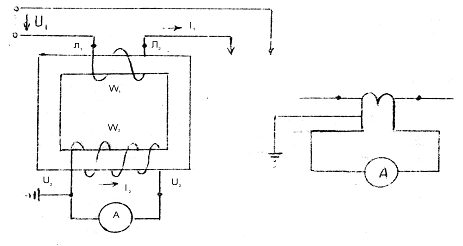 U₁
I₁
Л₁
Л₂
W₁
W₂
U₂
I₂
U₂
A
A